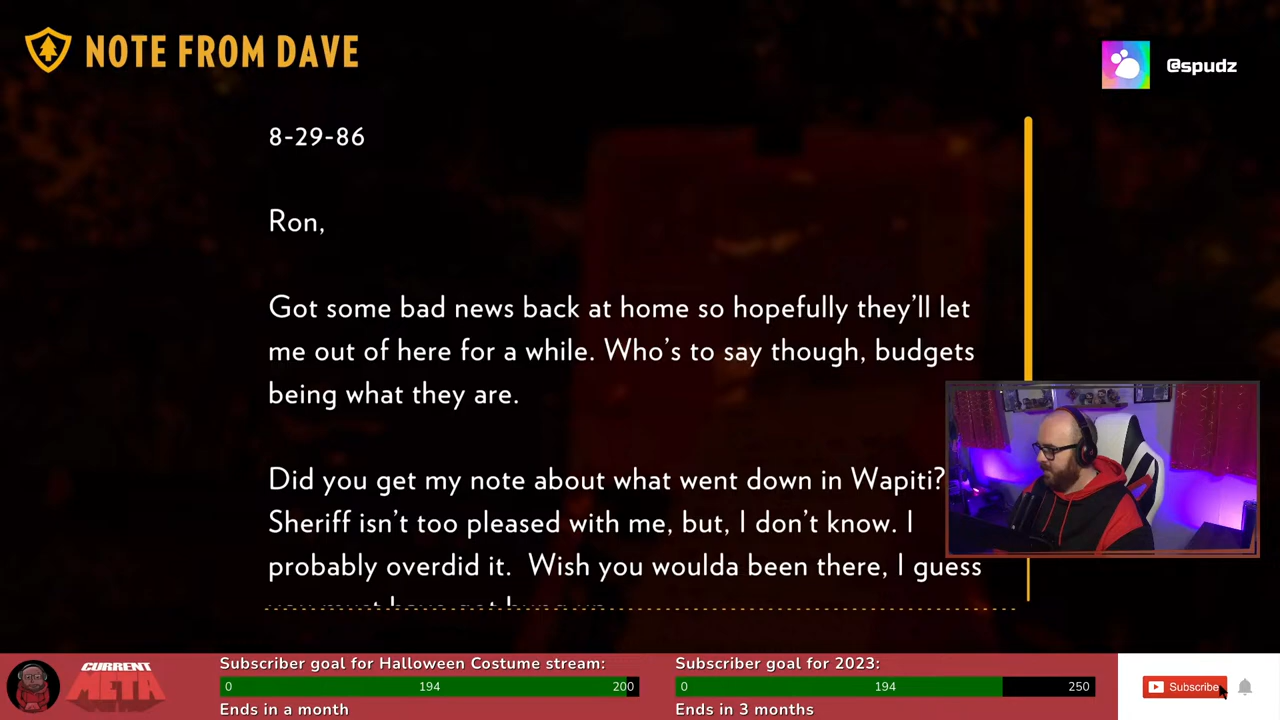 NOTE FROM DAVE
@spudz
8-29-86
Ron,
Got some bad news back at home so hopefully they'll let
me out of here for a while. Who's to say though, budgets
being what they are.
Did you get my note about what went down in Wapiti?
Sheriff isn't too pleased with me, but, I don't know. I
probably overdid it.  Wish you woulda been there, I guess
CURRENT
META
Subscriber goal for Halloween Costume stream:
0 194 200
Ends in a month
Subscriber goal for 2023:
0 194 250
Ends in 3 months
Subscribe